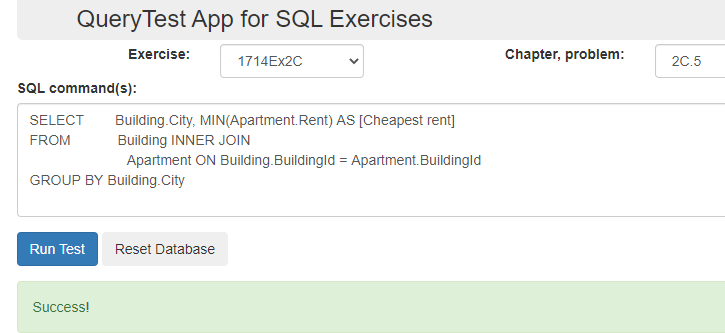 QueryTest App for SQL Exercises
Exercise: 1714Ex2C Chapter, problem: 2C.5
SQL command(s):
SELECT Building.City, MIN(Apartment.Rent) AS [Cheapest rent]
FROM Building INNER JOIN
Apartment ON Building.BuildingId = Apartment.BuildingId
GROUP BY Building.City
Run Test Reset Database
Success!